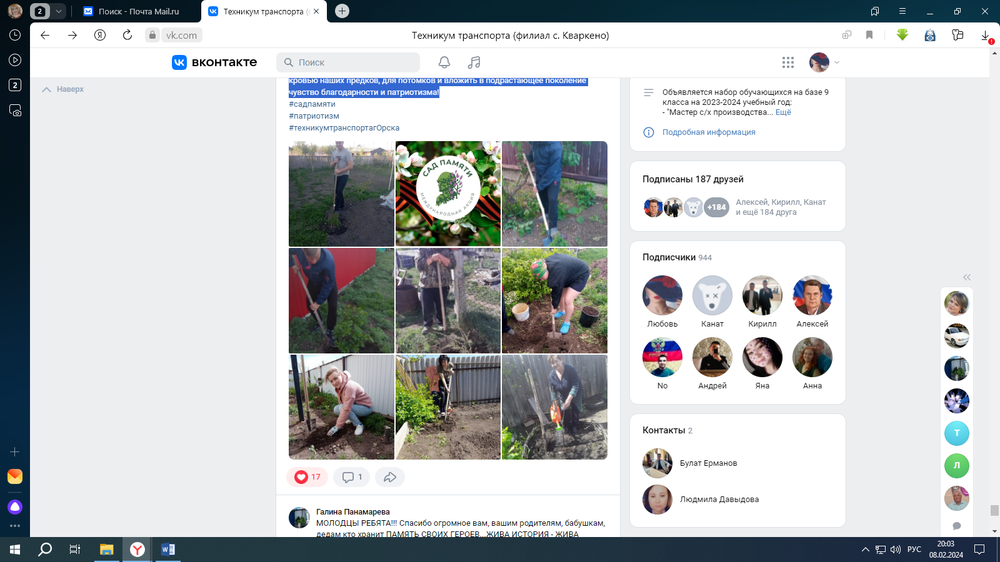 2
Поиск - Почта Mail.ru
Техникум транспорта (
vk.com
Техникум транспорта (филиал с. Кваркено)
2
вконтакте
Поиск
Наверх
кровью наших предков, для потомков и вложить в подрастающее поколение
чувство благодарности и патриотизма!
#садпамяти
#патриотизм
#техникумтранспортагОрска
САД ПАМЯТИ
МЕЖДУНАРОДНАЯ АКЦИЯ
17
1
Галина Панамарева
МОЛОДЦЫ РЕБЯТА!!! Спасибо огромное вам, вашим родителям, бабушкам,
дедам кто хранит ПАМЯТЬ СВОИХ ГЕРОЕВ...ЖИВА ИСТОРИЯ - ЖИВА
Объявляется набор обучающихся на базе 9
класса на 2023-2024 учебный год:
- "Мастер с/х производства... Ещё
Подробная информация
Подписаны 187 друзей
+184
Алексей, Кирилл, Канат
и ещё 184 друга
Подписчики 944
Любовь
Канат
Кирилл
Алексей
No
Андрей
Яна
Анна
Контакты 2
Булат Ерманов
Людмила Давыдова
Т
Л
РУС
20:03
08.02.2024